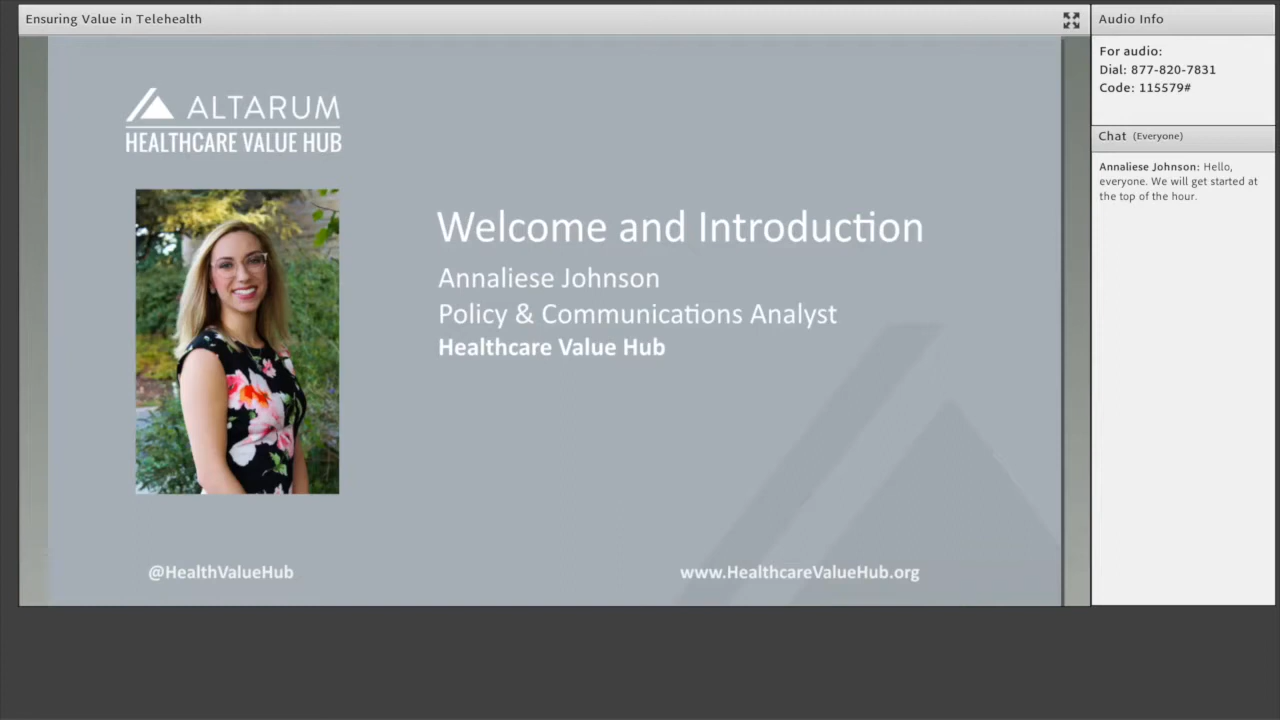 Ensuring Value in Telehealth
ALTARUM
HEALTHCARE VALUE HUB
Welcome and Introduction
Annaliese Johnson
Policy & Communications Analyst
Healthcare Value Hub
@HealthValueHub
www.HealthcareValueHub.org
Audio Info
For audio:
Dial: 877-820-7831
Code: 115579#
Chat (Everyone)
Annaliese Johnson: Hello,
everyone. We will get started at
the top of the hour.